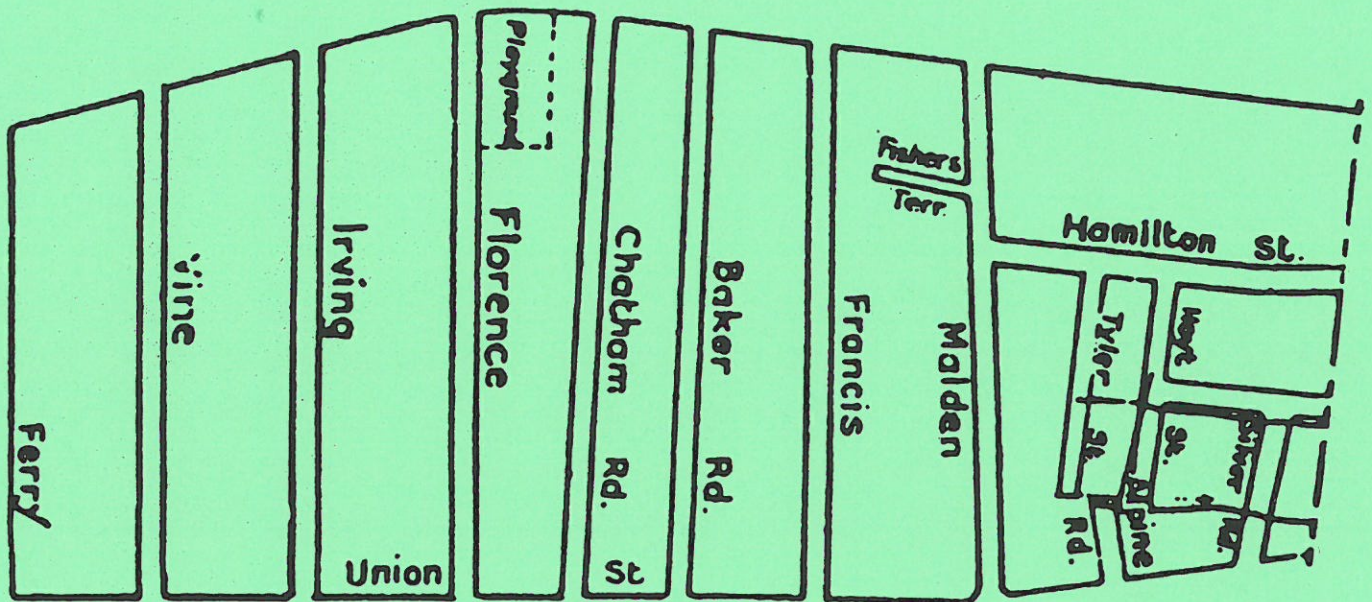 Ferry
Vine
Irving
Union St
Playground
Florence
Chatham Rd.
Baker Rd.
Francis
Malden
Fishers
Terr.
Hamilton St.
Tyler St.
Hoyt St.
Silver Rd.
Alpine Rd.